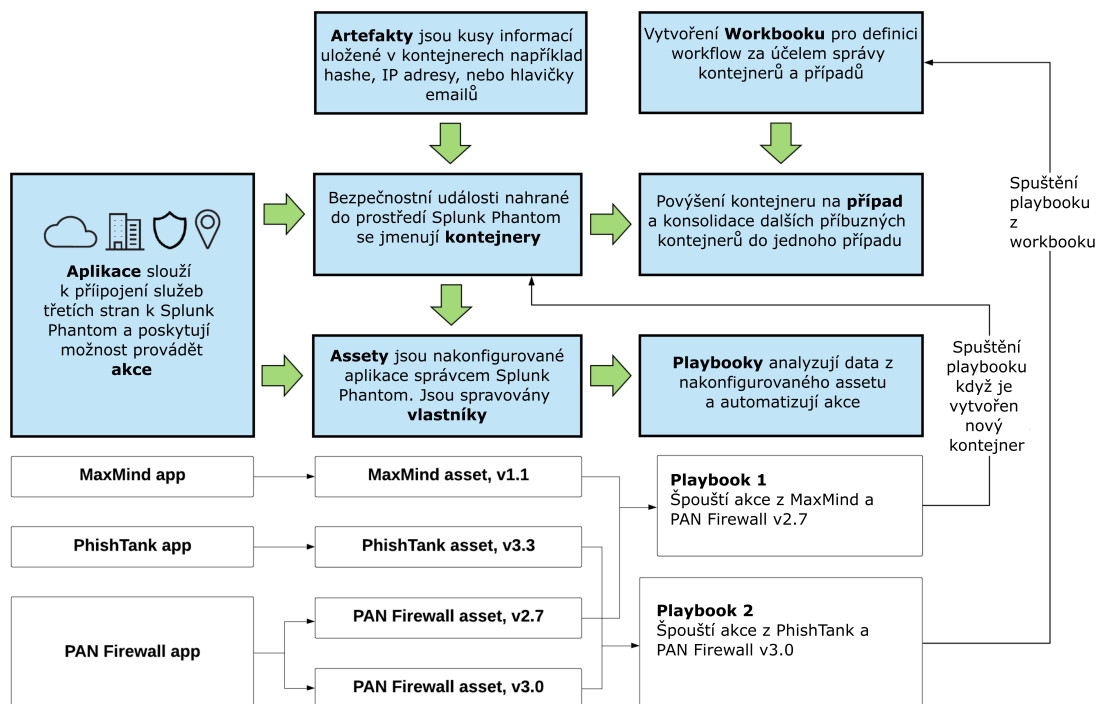 Artefakty jsou kusy informací
uložené v kontejnerech například
hashe, IP adresy, nebo hlavičky
emailů
Vytvoření Workbooku pro definici
workflow za účelem správy
kontejnerů a případů
Aplikace slouží
k příipojení služeb
třetích stran k Splunk
Phantom a poskytují
možnost provádět
akce
Bezpečnostní události nahrané
do prostředí Splunk Phantom
se jmenují kontejnery
Povýšení kontejneru na případ
a konsolidace dalších příbuzných
kontejnerů do jednoho případu
Spuštění
playbooku
z
workbooku
Assety jsou nakonfigurované
aplikace správcem Splunk
Phantom. Jsou spravovány
vlastníky
Playbooky analyzují data z
nakonfigurovaného assetu
a automatizují akce
Spuštění
playbooku
když je
vytvořen
nový
kontejner
MaxMind app
MaxMind asset, v1.1
Playbook 1
Špouští akce z MaxMind a
PAN Firewall v2.7
PhishTank app
PhishTank asset, v3.3
PAN Firewall app
PAN Firewall asset, v2.7
PAN Firewall asset, v3.0
Playbook 2
Špouští akce z PhishTank a
PAN Firewall v3.0